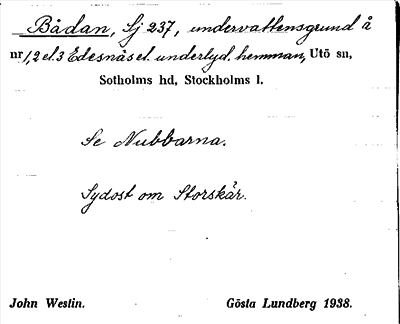 Bådan, Sj 237, undervattensgrund å
nr 1,2 el. 3 Edesnäs el. underlyd. hemman, Utö sn,
Sotholms hd, Stockholms l.
Se Nubbarna.
Sydost om Storskär.
John Westin. Gösta Lundberg 1938.